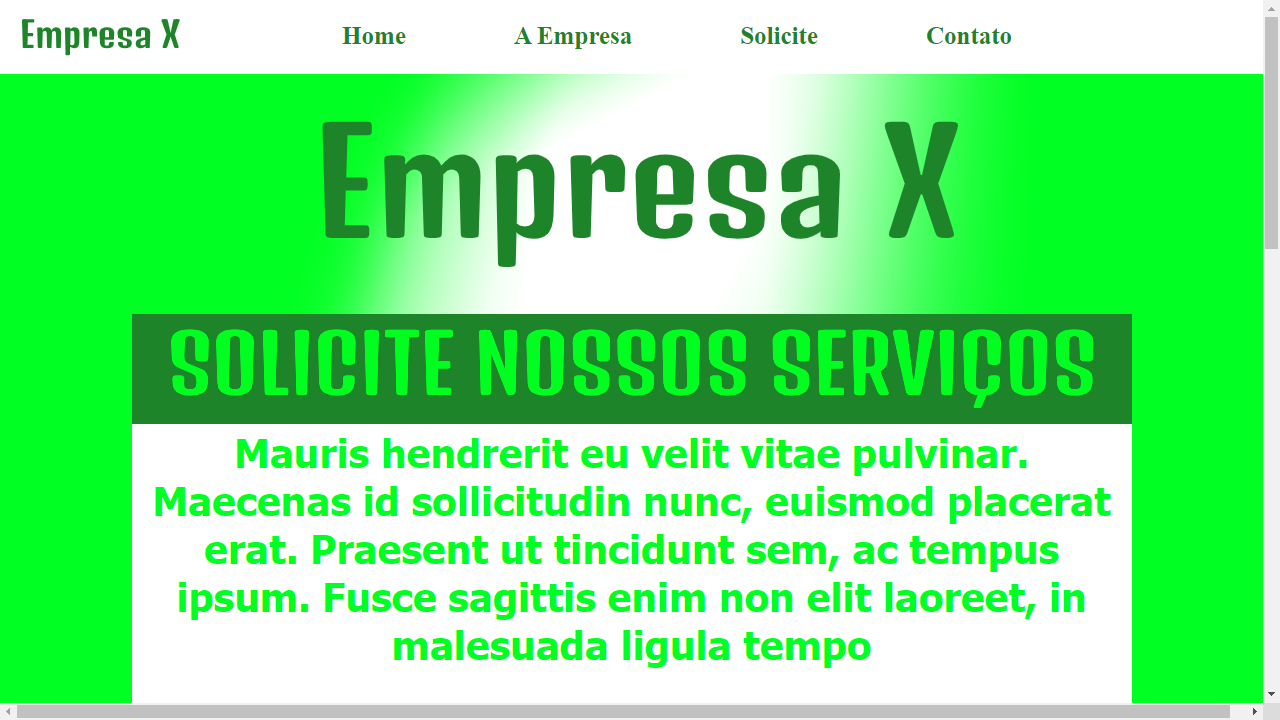 Empresa X
Home
A Empresa
Solicite
Contato
Empresa X
SOLICITE NOSSOS SERVIÇOS
Mauris hendrerit eu velit vitae pulvinar.
Maecenas id sollicitudin nunc, euismod placerat
erat. Praesent ut tincidunt sem, ac tempus
ipsum. Fusce sagittis enim non elit laoreet, in
malesuada ligula tempo